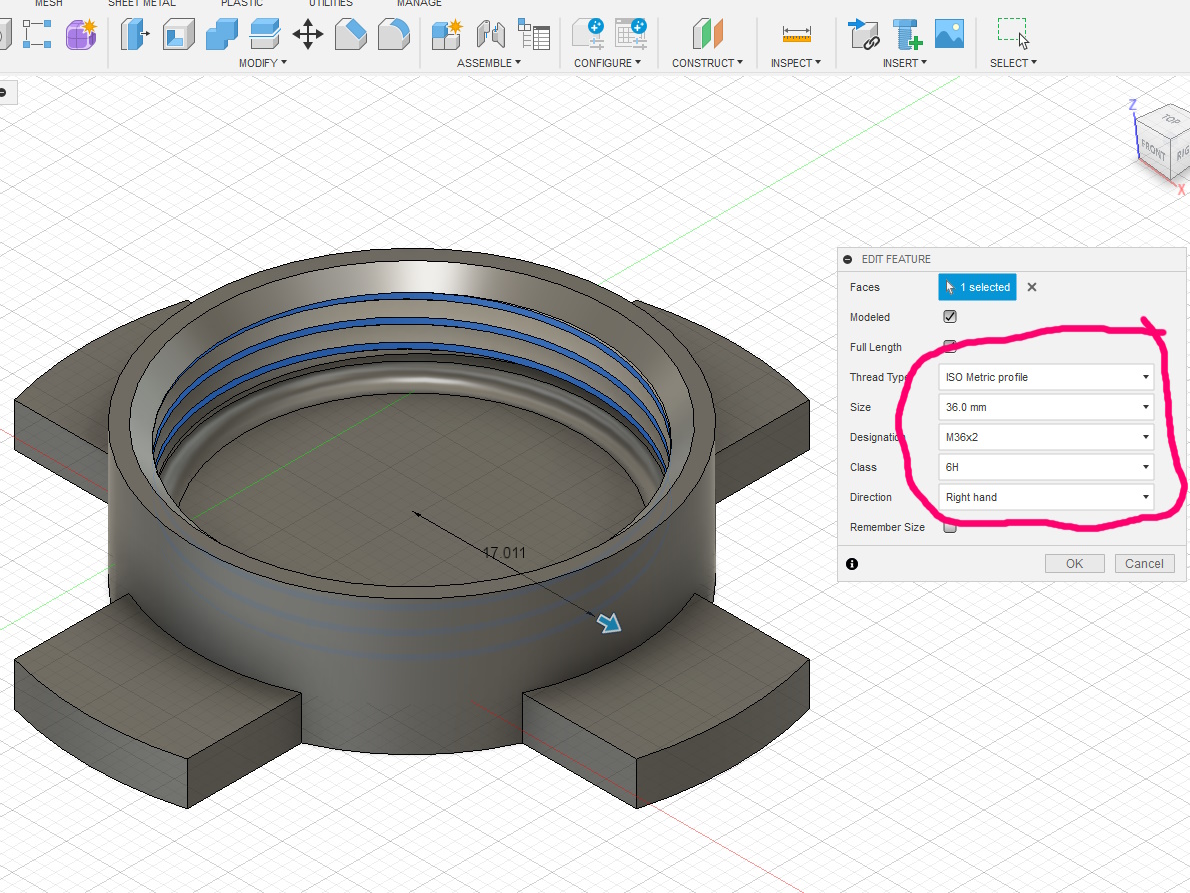 MESH SHEET METAL PLASTIC UTILITIES MANAGE
MODIFY ASSEMBLE CONFIGURE CONSTRUCT INSPECT INSERT SELECT
Z
TOP
FRONT
X
EDIT FEATURE
Faces 1 selected
Modeled
Full Length
Thread Typ
ISO Metric profile
Size 36.0 mm
Designatio
M36x2
Class 6H
Direction Right hand
Remember Size
17.011
OK Cancel